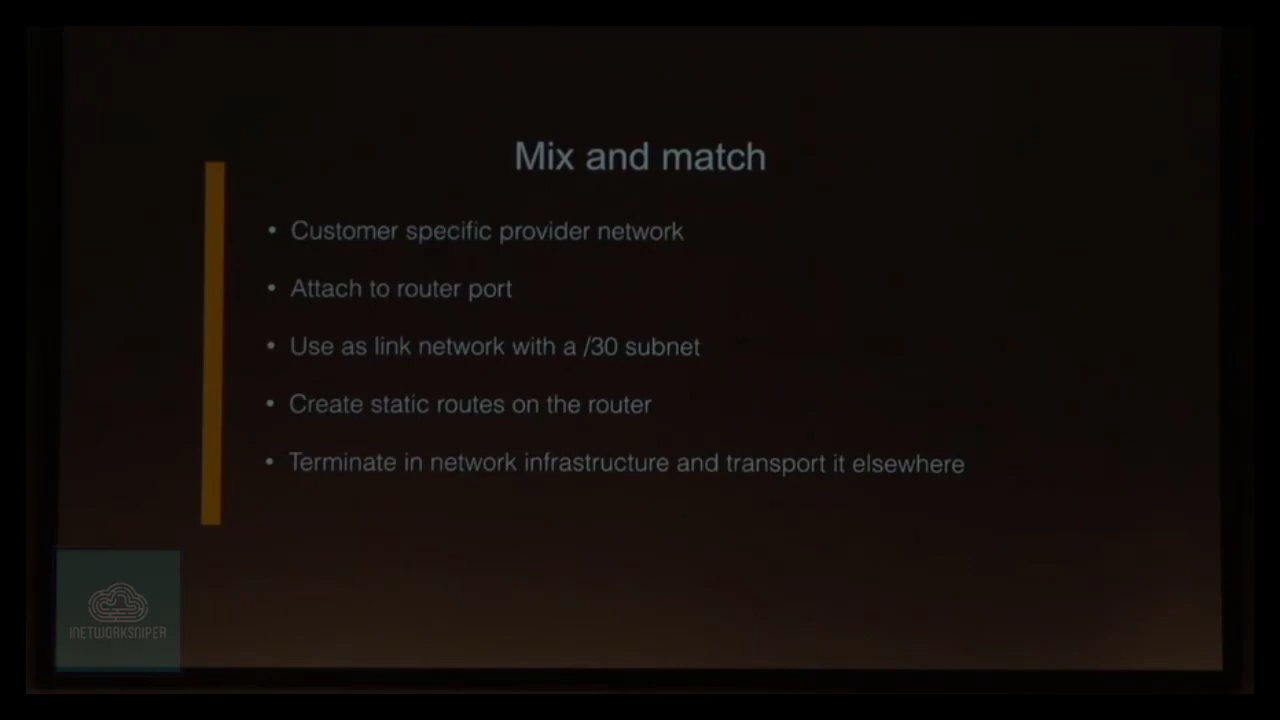 Mix and match
• Customer specific provider network
• Attach to router port
• Use as link network with a /30 subnet
• Create static routes on the router
• Terminate in network infrastructure and transport it elsewhere
INETWORKSNIPER